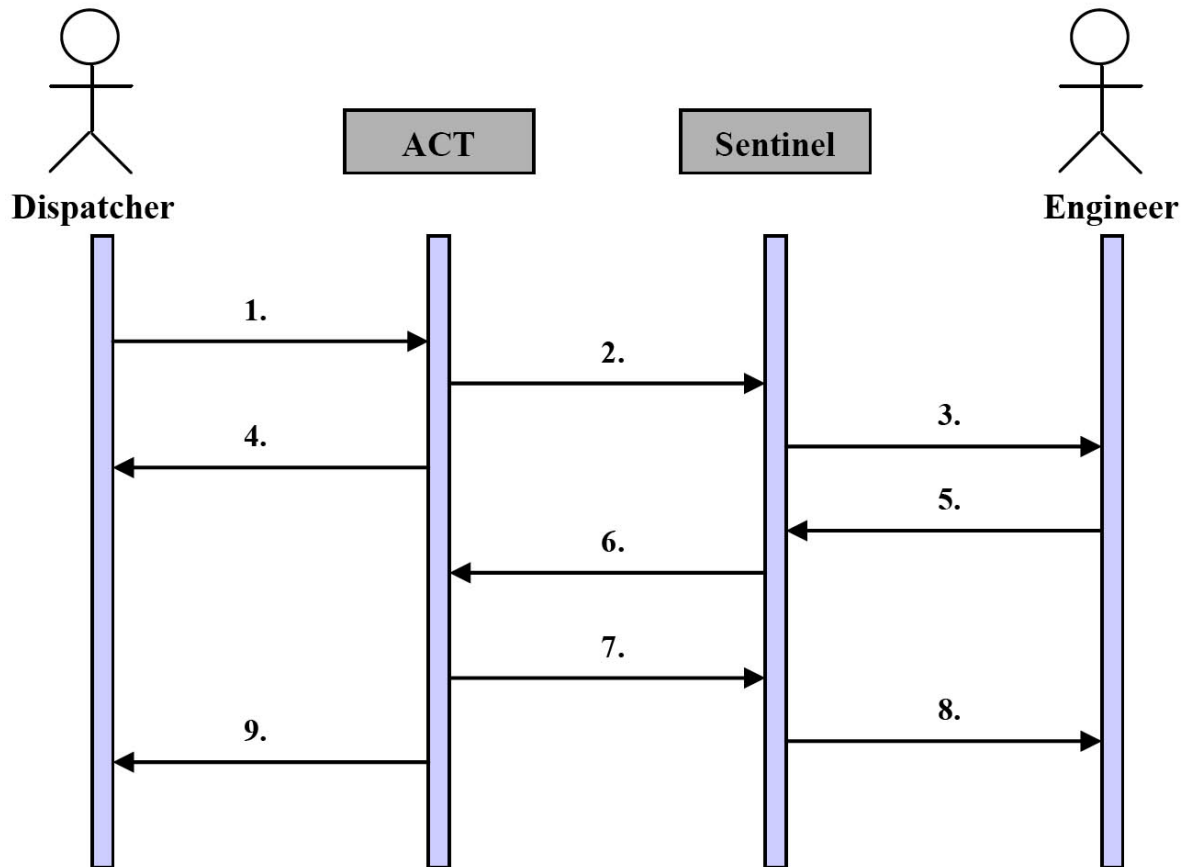 ACT
Sentinel
Dispatcher
Engineer
1.
2.
3.
4.
5.
6.
7.
8.
9.